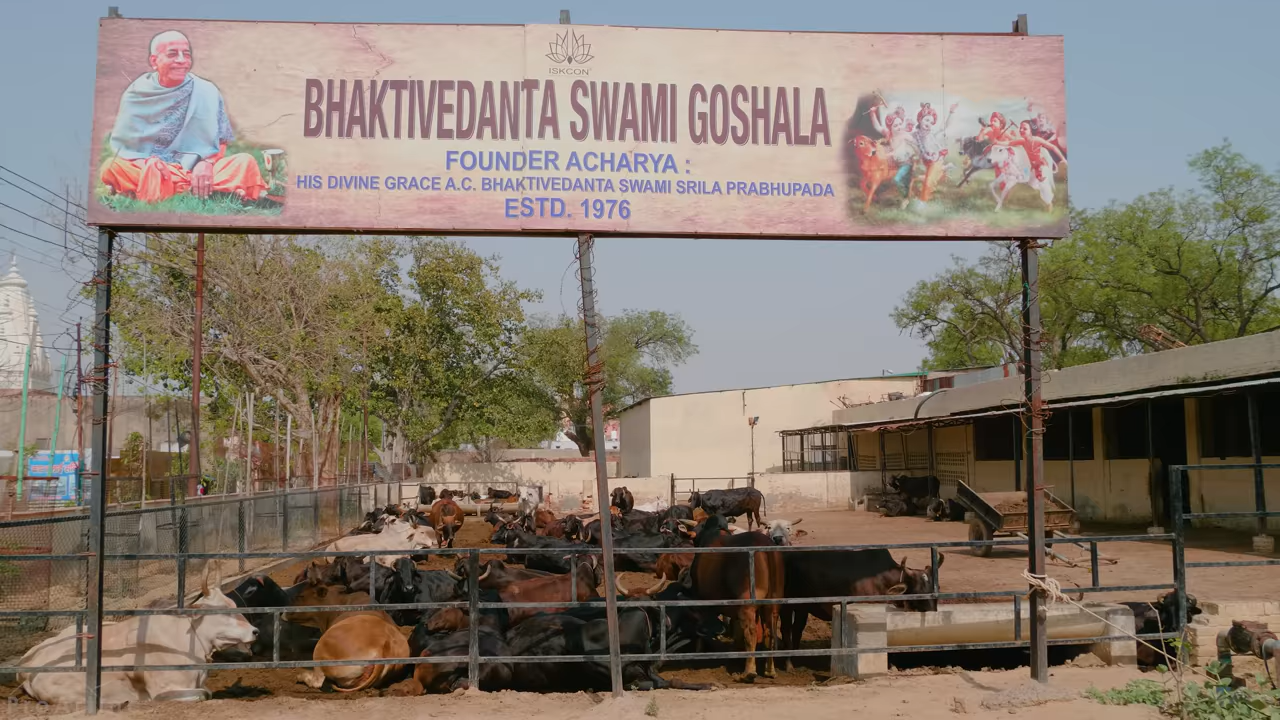 ISKCON
BHAKTIVEDANTA SWAMI GOSHALA
FOUNDER ACHARYA :
HIS DIVINE GRACE A.C. BHAKTIVEDANTA SWAMI SRILA PRABHUPADA
ESTD. 1976